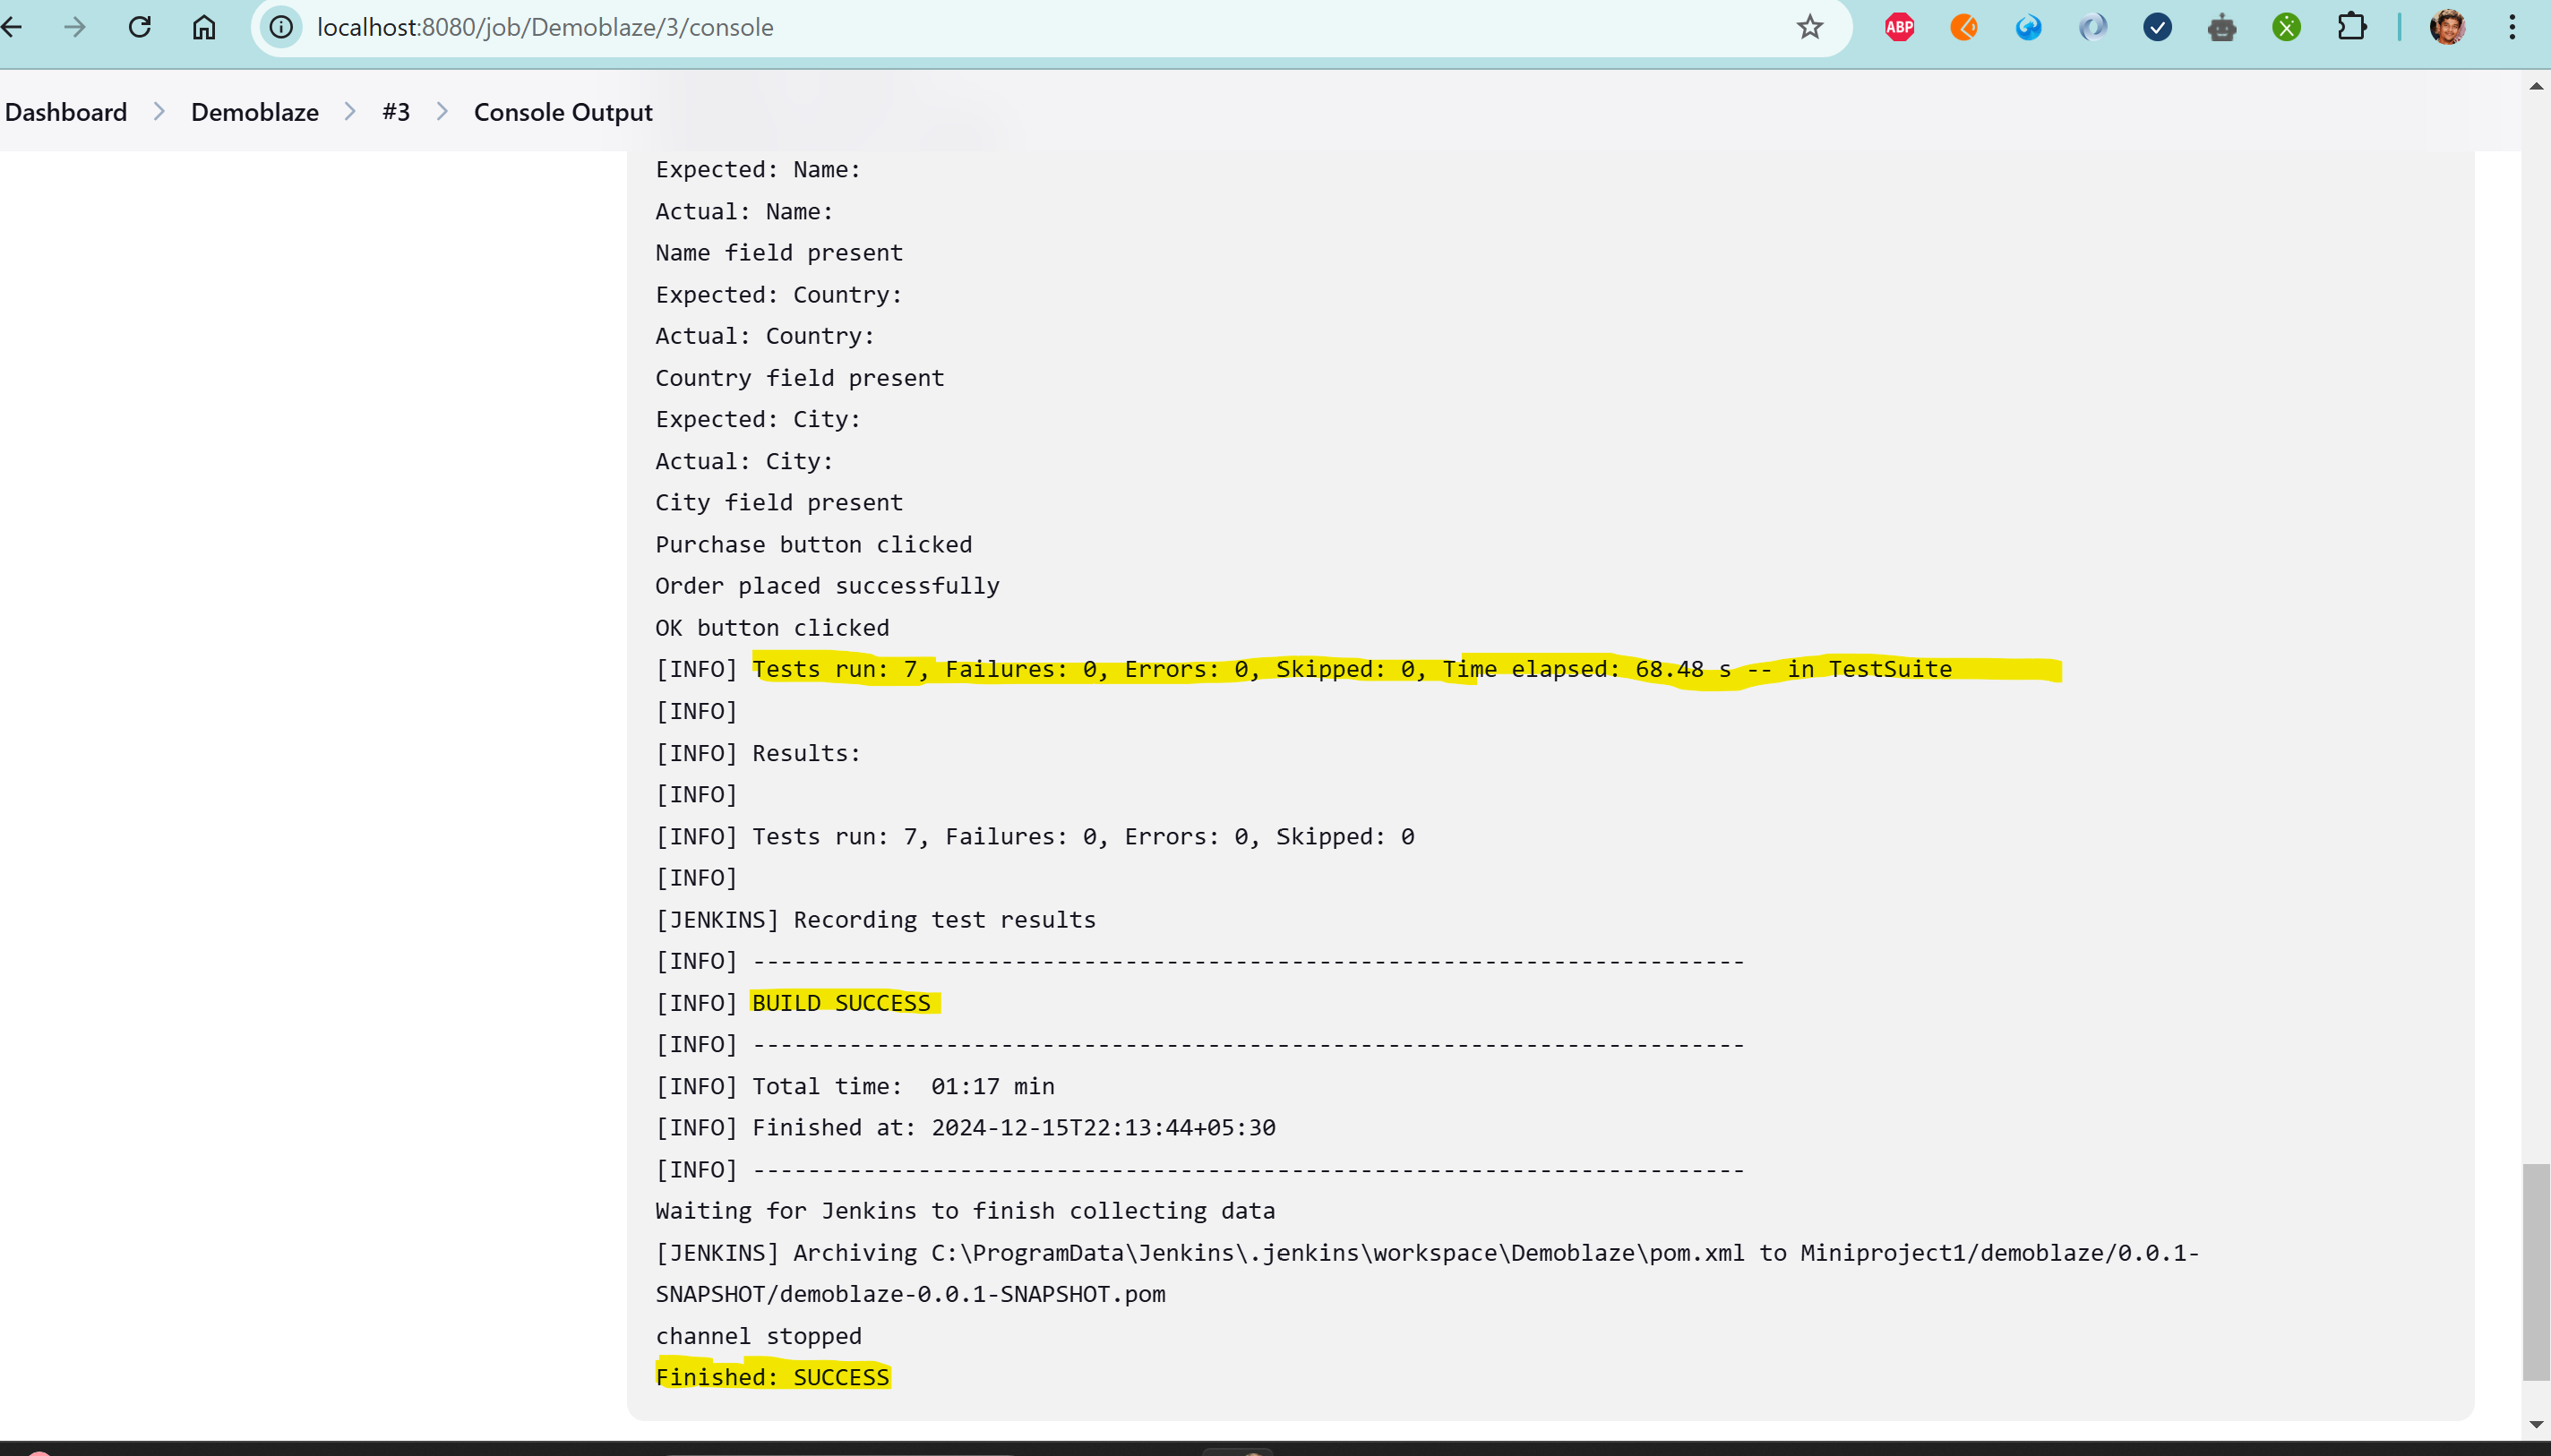 localhost:8080/job/Demoblaze/3/console
ABP
Dashboard > Demoblaze > #3 > Console Output
Expected: Name:
Actual: Name:
Name field present
Expected: Country:
Actual: Country:
Country field present
Expected: City:
Actual: City:
City field present
Purchase button clicked
Order placed successfully
OK button clicked
[INFO] Tests run: 7, Failures: 0, Errors: 0, Skipped: 0, Time elapsed: 68.48 s -- in TestSuite
[INFO]
[INFO] Results:
[INFO]
[INFO] Tests run: 7, Failures: 0, Errors: 0, Skipped: 0
[INFO]
[JENKINS] Recording test results
[INFO] ------------------------------------------------------------------------
[INFO] BUILD SUCCESS
[INFO] ------------------------------------------------------------------------
[INFO] Total time:  01:17 min
[INFO] Finished at: 2024-12-15T22:13:44+05:30
[INFO] ------------------------------------------------------------------------
Waiting for Jenkins to finish collecting data
[JENKINS] Archiving C:\ProgramData\Jenkins\.jenkins\workspace\Demoblaze\pom.xml to Miniproject1/demoblaze/0.0.1-
SNAPSHOT/demoblaze-0.0.1-SNAPSHOT.pom
channel stopped
Finished: SUCCESS